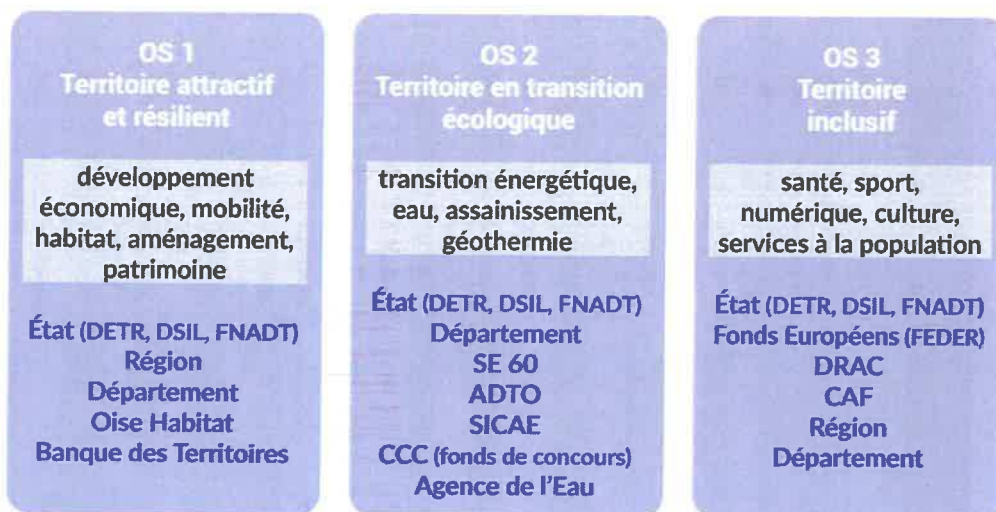 OS 1
Territoire attractif
et résilient
développement
économique, mobilité,
habitat, aménagement,
patrimoine
État (DETR, DSIL, FNADT)
Région
Département
Oise Habitat
Banque des Territoires
OS 2
Territoire en transition
écologique
transition énergétique,
eau, assainissement,
géothermie
État (DETR, DSIL, FNADT)
Département
SE 60
ADTO
SICAE
CCC (fonds de concours)
Agence de l'Eau
OS 3
Territoire
inclusif
santé, sport,
numérique, culture,
services à la population
État (DETR, DSIL, FNADT)
Fonds Européens (FEDER)
DRAC
CAF
Région
Département